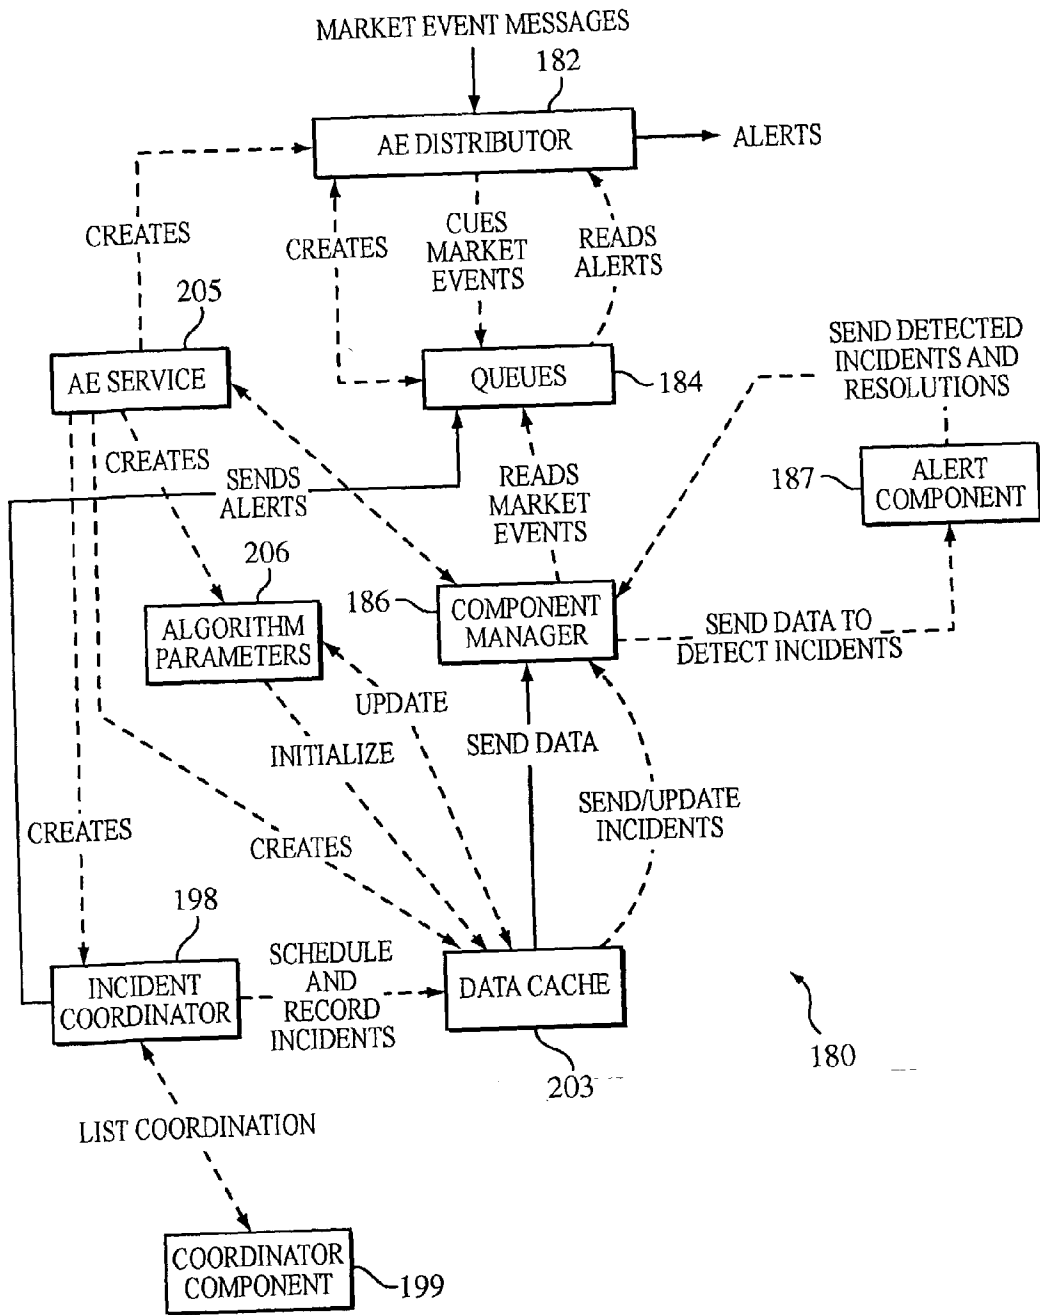 MARKET EVENT MESSAGES
182
AE DISTRIBUTOR
ALERTS
CREATES
CREATES
CUES
MARKET
EVENTS
READS
ALERTS
205
AE SERVICE
QUEUES
184
SEND DETECTED
INCIDENTS AND
RESOLUTIONS
CREATES
SENDS
ALERTS
READS
MARKET
EVENTS
187
ALERT
COMPONENT
206
ALGORITHM
PARAMETERS
186
COMPONENT
MANAGER
SEND DATA TO
DETECT INCIDENTS
UPDATE
INITIALIZE
SEND DATA
SEND/UPDATE
INCIDENTS
CREATES
CREATES
198
INCIDENT
COORDINATOR
SCHEDULE
AND
RECORD
INCIDENTS
DATA CACHE
203
180
LIST COORDINATION
COORDINATOR
COMPONENT
199